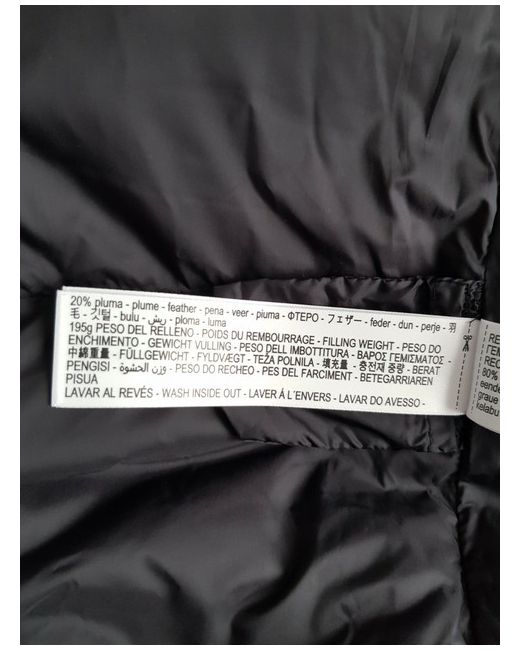 20% pluma - plume - feather - pena - veer - piuma - ΦΤΕΡΟ - フェザー - feder - dun - perje - 羽
毛 - 깃털 - bulu - ريش - ploma - luma
195g PESO DEL RELLENO - POIDS DU REMBOURRAGE - FILLING WEIGHT - PESO DO
ENCHIMENTO - GEWICHT VULLING - PESO DELL IMBOTTITURA - ΒΑΡΟΣ ΓΕΜΙΣΜΑΤΟΣ -
中綿重量 - FÜLLGEWICHT - FYLDVÆGT - TEŽA POLNILA - 填充量 - 충전재 중량 - BERAT
PENGISI - وزن الحشوة - PESO DO RECHEO - PES DEL FARCIMENT - BETEGARRIAREN
PISUA
LAVAR AL REVÉS - WASH INSIDE OUT - LAVER À L'ENVERS - LAVAR DO AVESSO -
80%
graue
kelabu